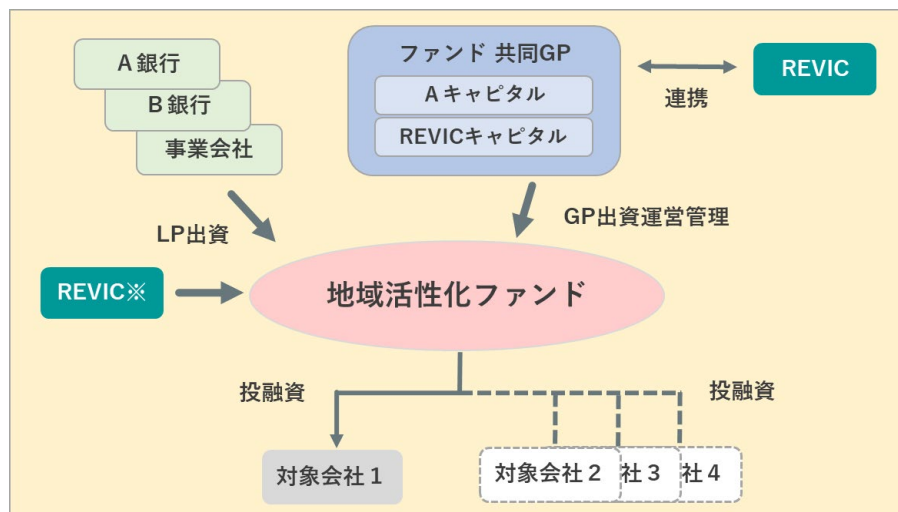 A銀行
B銀行
事業会社
ファンド 共同GP
Aキャピタル
REVICキャピタル
連携
REVIC
LP出資
GP出資運営管理
REVIC※
地域活性化ファンド
投融資
投融資
対象会社1
対象会社2
社3
社4